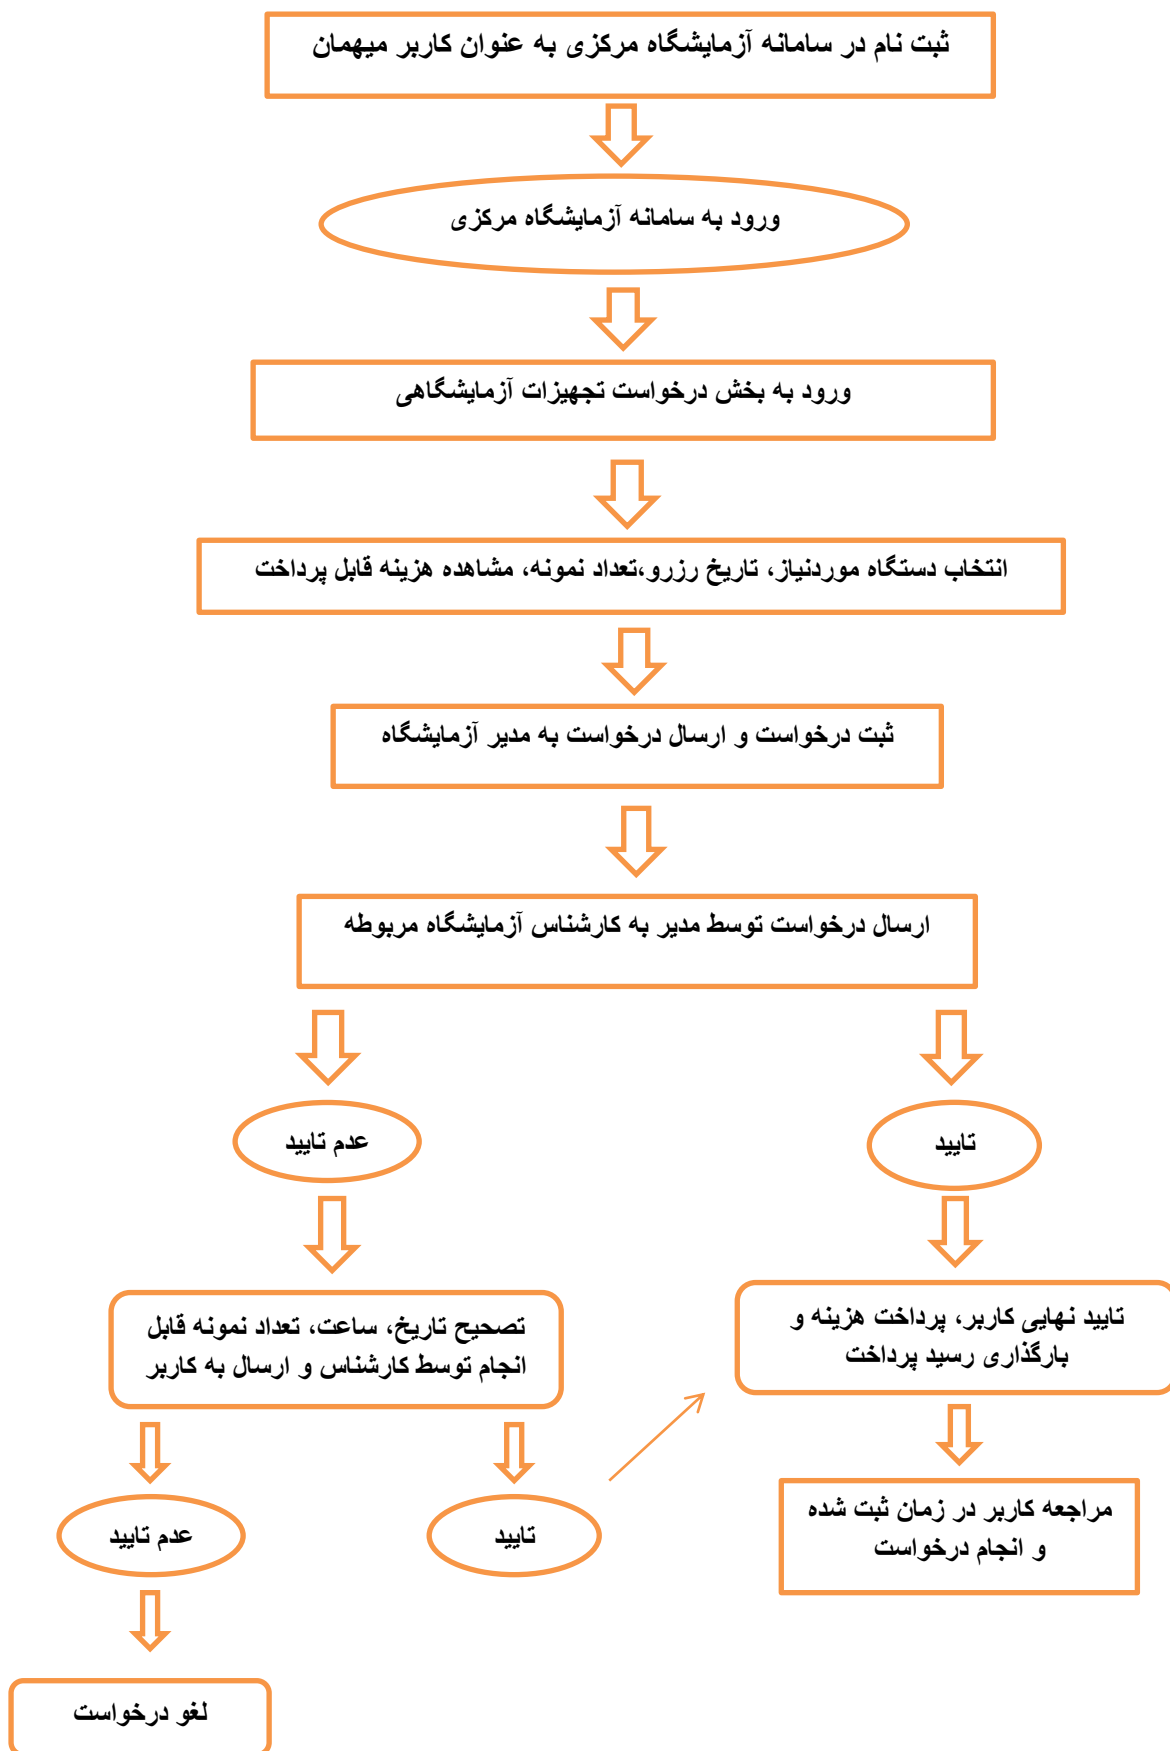 ثبت نام در سامانه آزمایشگاه مرکزی به عنوان کاربر میهمان
ورود به سامانه آزمایشگاه مرکزی
ورود به بخش درخواست تجهیزات آزمایشگاهی
انتخاب دستگاه موردنیاز، تاریخ رزرو،تعداد نمونه، مشاهده هزینه قابل پرداخت
ثبت درخواست و ارسال درخواست به مدیر آزمایشگاه
ارسال درخواست توسط مدیر به کارشناس آزمایشگاه مربوطه
تایید
عدم تایید
تایید نهایی کاربر، پرداخت هزینه و
بارگذاری رسید پرداخت
تصحیح تاریخ، ساعت، تعداد نمونه قابل
انجام توسط کارشناس و ارسال به کاربر
مراجعه کاربر در زمان ثبت شده
و انجام درخواست
تایید
عدم تایید
لغو درخواست